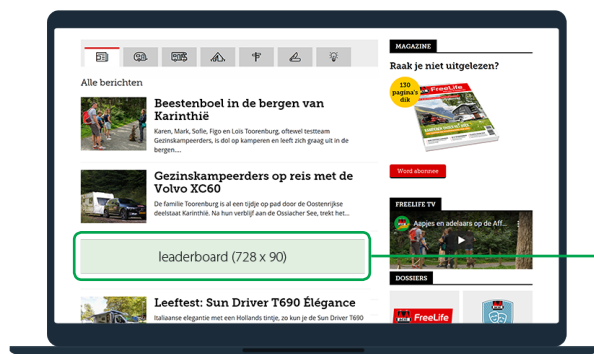 Alle berichten
Beestenboel in de bergen van
Karinthië
Karen, Mark, Sofie, Figo en Loïs Toorenburg, oftewel testteam
Gezinskampeerders, is dol op kamperen en leeft zich graag uit in de
bergen....
Gezinskampeerders op reis met de
Volvo XC60
De familie Toorenburg is al een tijdje op pad door de Oostenrijkse
deelstaat Karinthië. Na hun verblijf aan de Ossiacher See, trekt het...
leaderboard (728 x 90)
Leeftest: Sun Driver T690 Élégance
Italiaanse elegantie met een Hollands tintje, zo kun je de Sun Driver T690
MAGAZINE
Raak je niet uitgelezen?
130
pagina's
dik
FreeLife
Word abonnee
FREELIFE TV
Aapjes en adelaars op de Aff...
DOSSIERS
FreeLife